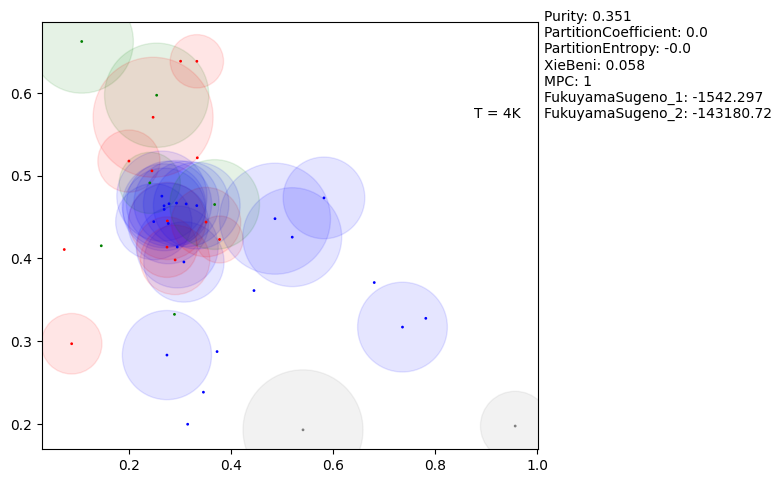 Purity: 0.351
PartitionCoefficient: 0.0
PartitionEntropy: -0.0
XieBeni: 0.058
MPC: 1
FukuyamaSugeno_1: -1542.297
FukuyamaSugeno_2: -143180.72
T = 4K
0.6
0.5
0.4
0.3
0.2
0.2 0.4 0.6 0.8 1.0